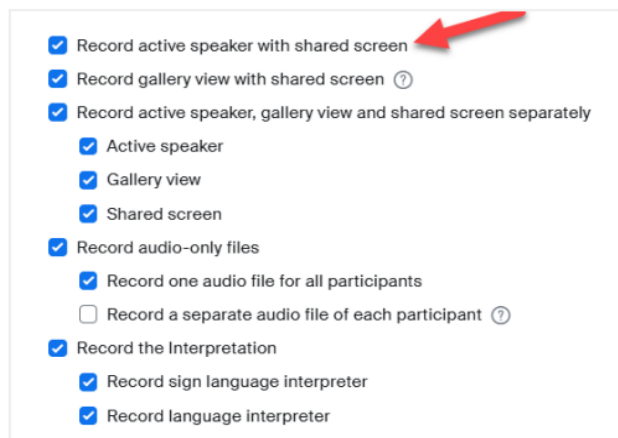 Record active speaker with shared screen
Record gallery view with shared screen ?
Record active speaker, gallery view and shared screen separately
Active speaker
Gallery view
Shared screen
Record audio-only files
Record one audio file for all participants
Record a separate audio file of each participant ?
Record the Interpretation
Record sign language interpreter
Record language interpreter